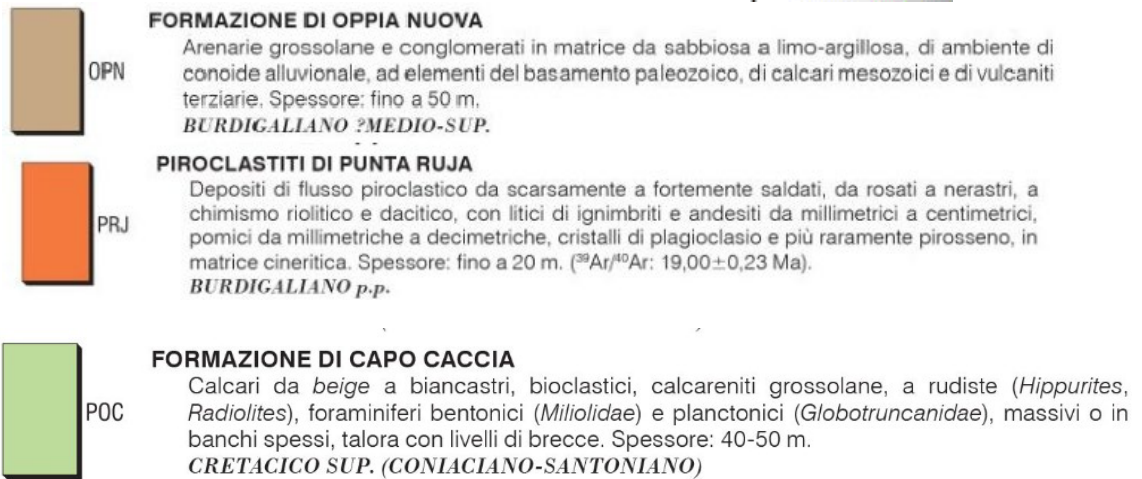 FORMAZIONE DI OPPIA NUOVA
Arenarie grossolane e conglomerati in matrice da sabbiosa a limo-argillosa, di ambiente di
OPN
conoide alluvionale, ad elementi del basamento paleozoico, di calcari mesozoici e di vulcaniti
terziarie. Spessore: fino a 50 m.
BURDIGALIANO ?MEDIO-SUP.
PIROCLASTITI DI PUNTA RUJA
Depositi di flusso piroclastico da scarsamente a fortemente saldati, da rosati a nerastri, a
chimismo riolitico e dacitico, con litici di ignimbriti e andesiti da millimetrici a centimetrici,
PRJ
pomici da millimetriche a decimetriche, cristalli di plagioclasio e più raramente pirosseno, in
matrice cineritica. Spessore: fino a 20 m. (³⁹Ar/⁴⁰Ar: 19,00±0,23 Ma).
BURDIGALIANO p.p.
FORMAZIONE DI CAPO CACCIA
Calcari da beige a biancastri, bioclastici, calcareniti grossolane, a rudiste (Hippurites,
POC
Radiolites), foraminiferi bentonici (Miliolidae) e planctonici (Globotruncanidae), massivi o in
banchi spessi, talora con livelli di brecce. Spessore: 40-50 m.
CRETACICO SUP. (CONIACIANO-SANTONIANO)